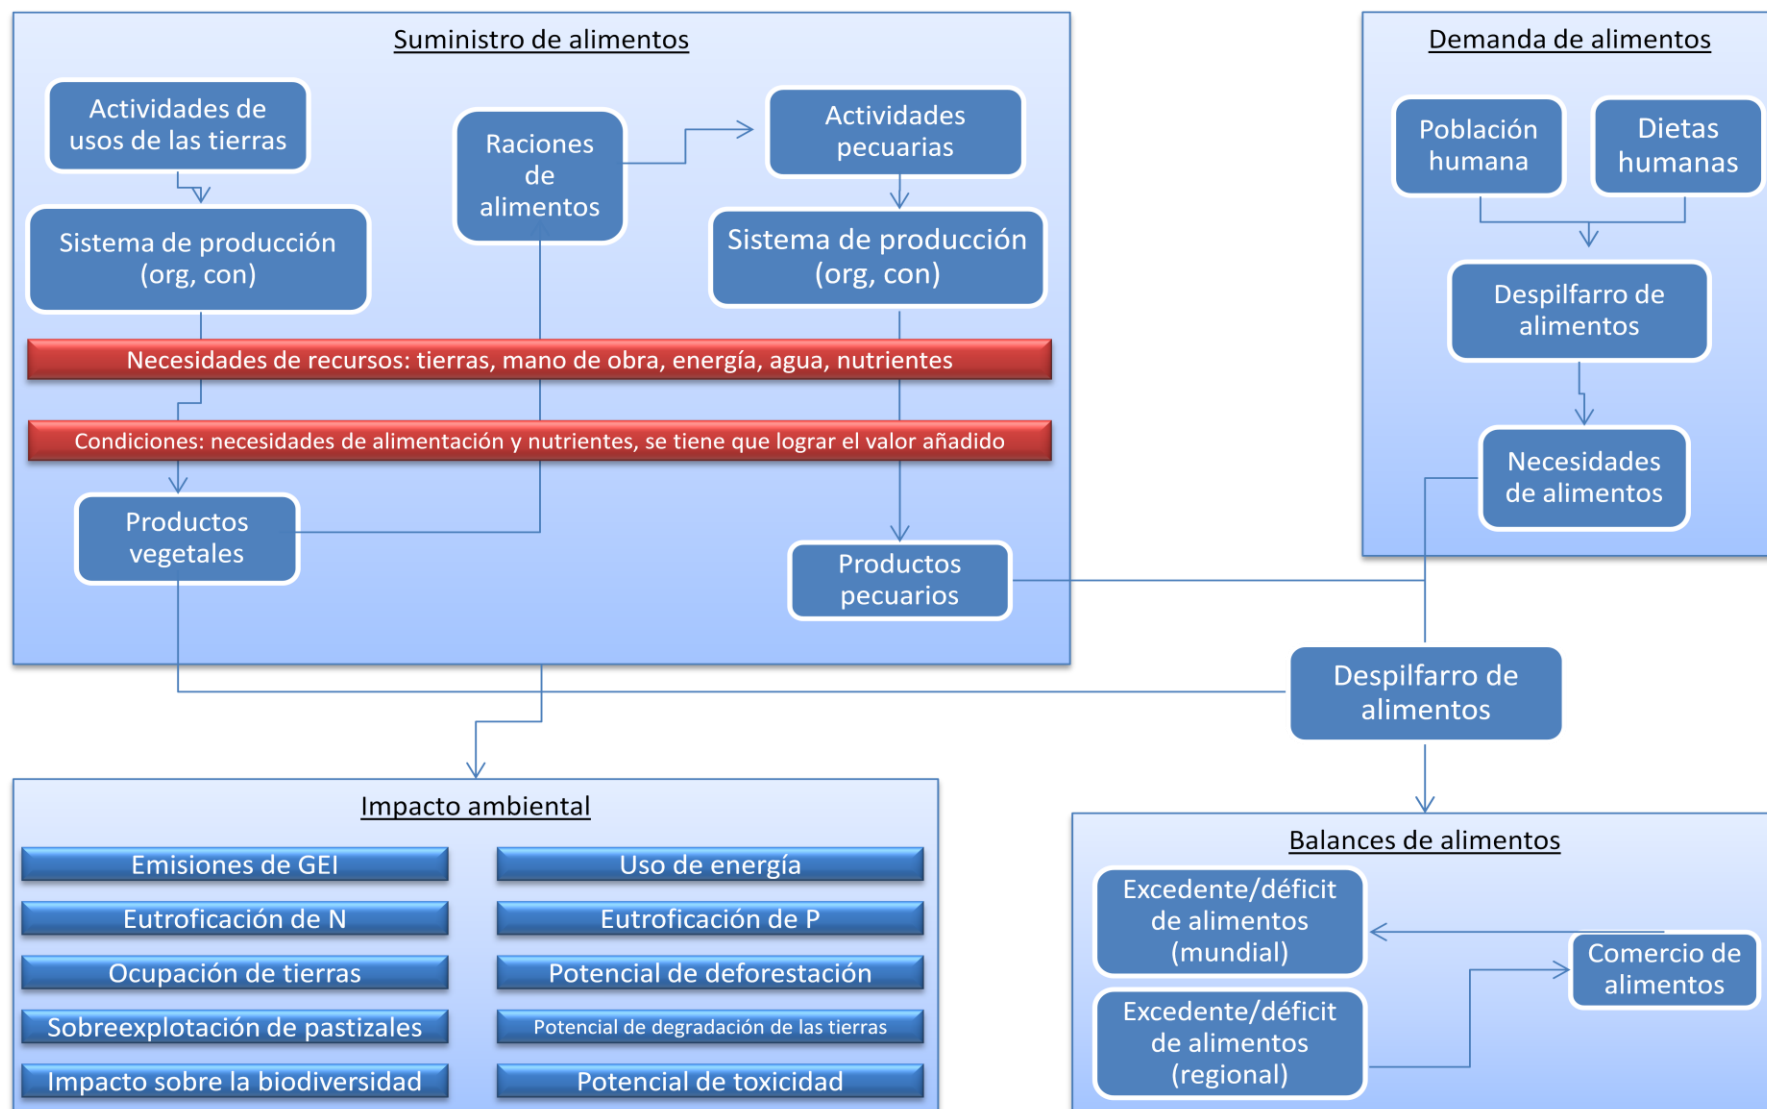 Suministro de alimentos
Actividades de
usos de las tierras
Sistema de producción
(org, con)
Raciones
de
alimentos
Actividades
pecuarias
Sistema de producción
(org, con)
Necesidades de recursos: tierras, mano de obra, energía, agua, nutrientes
Condiciones: necesidades de alimentación y nutrientes, se tiene que lograr el valor añadido
Productos
vegetales
Productos
pecuarios
Demanda de alimentos
Población
humana
Dietas
humanas
Despilfarro de
alimentos
Necesidades
de alimentos
Despilfarro de
alimentos
Impacto ambiental
Emisiones de GEI
Uso de energía
Eutroficación de N
Eutroficación de P
Ocupación de tierras
Potencial de deforestación
Sobreexplotación de pastizales
Potencial de degradación de las tierras
Impacto sobre la biodiversidad
Potencial de toxicidad
Balances de alimentos
Excedente/déficit
de alimentos
(mundial)
Comercio de
alimentos
Excedente/déficit
de alimentos
(regional)